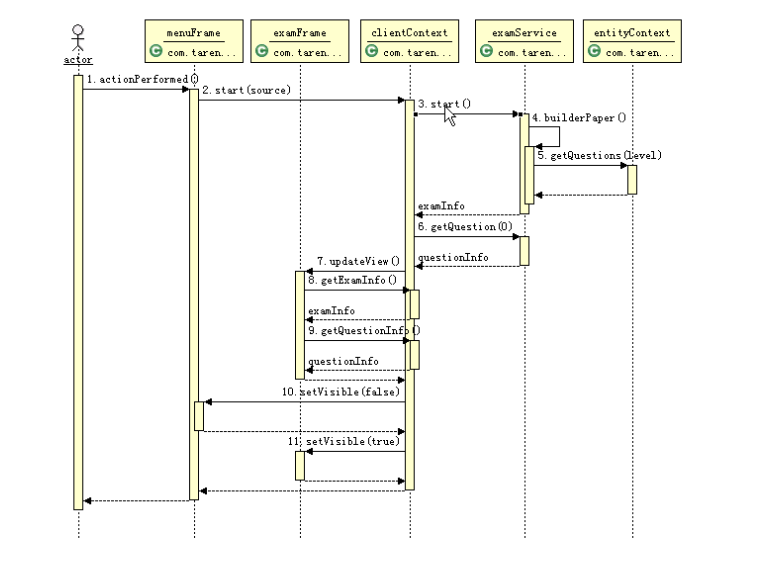 menuFrame
com.taren...
examFrame
com.taren...
clientContext
com.taren...
examService
com.taren...
entityContext
com.taren...
actor
1.actionPerformed()
2.start(source)
3.start()
4.builderPaper()
5.getQuestions(level)
examInfo
6.getQuestion(0)
questionInfo
7.updateView()
8.getExamInfo()
examInfo
9.getQuestionInfo()
questionInfo
10.setVisible(false)
11.setVisible(true)